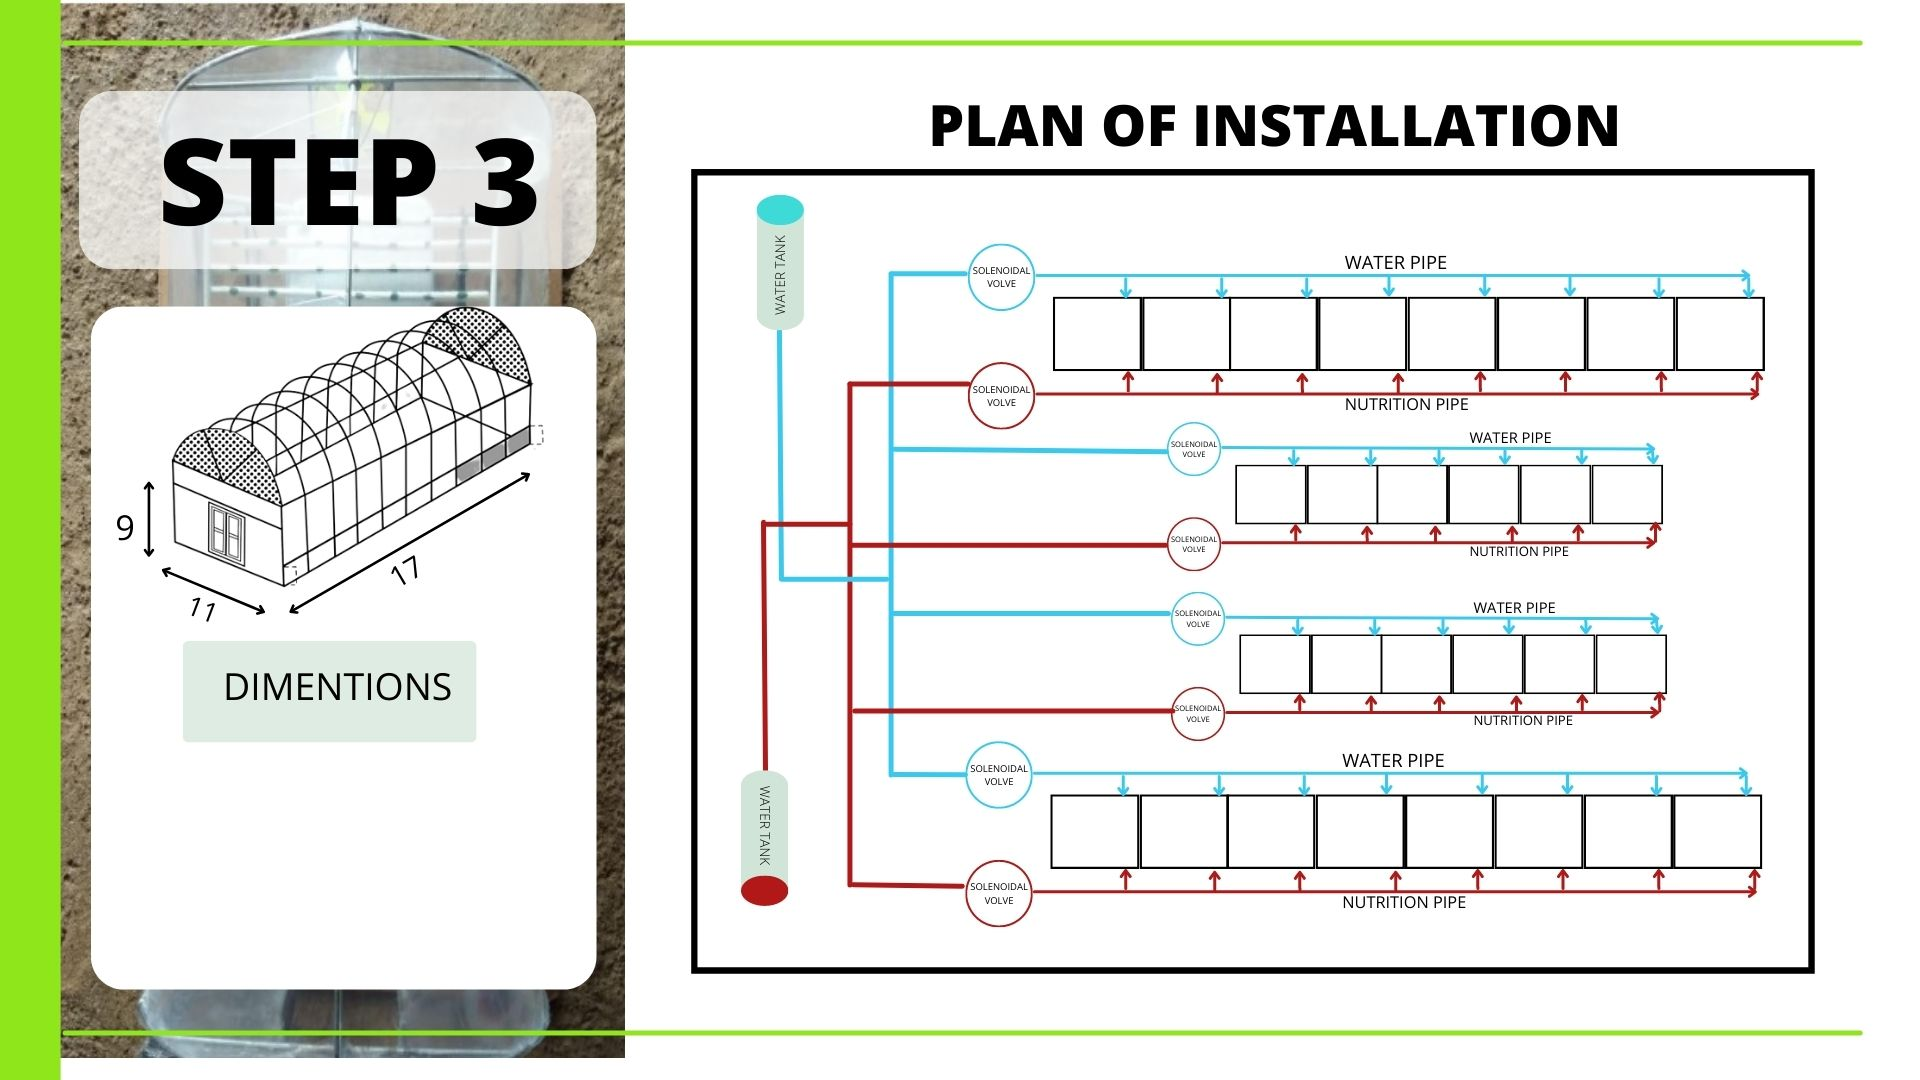 STEP 3
9
11
17
DIMENTIONS
PLAN OF INSTALLATION
WATER TANK
SOLENOIDAL
VOLVE
WATER PIPE
SOLENOIDAL
VOLVE
NUTRITION PIPE
SOLENOIDAL
VOLVE
WATER PIPE
SOLENOIDAL
VOLVE
NUTRITION PIPE
SOLENOIDAL
VOLVE
WATER PIPE
SOLENOIDAL
VOLVE
NUTRITION PIPE
SOLENOIDAL
VOLVE
WATER PIPE
WATER TANK
SOLENOIDAL
VOLVE
NUTRITION PIPE